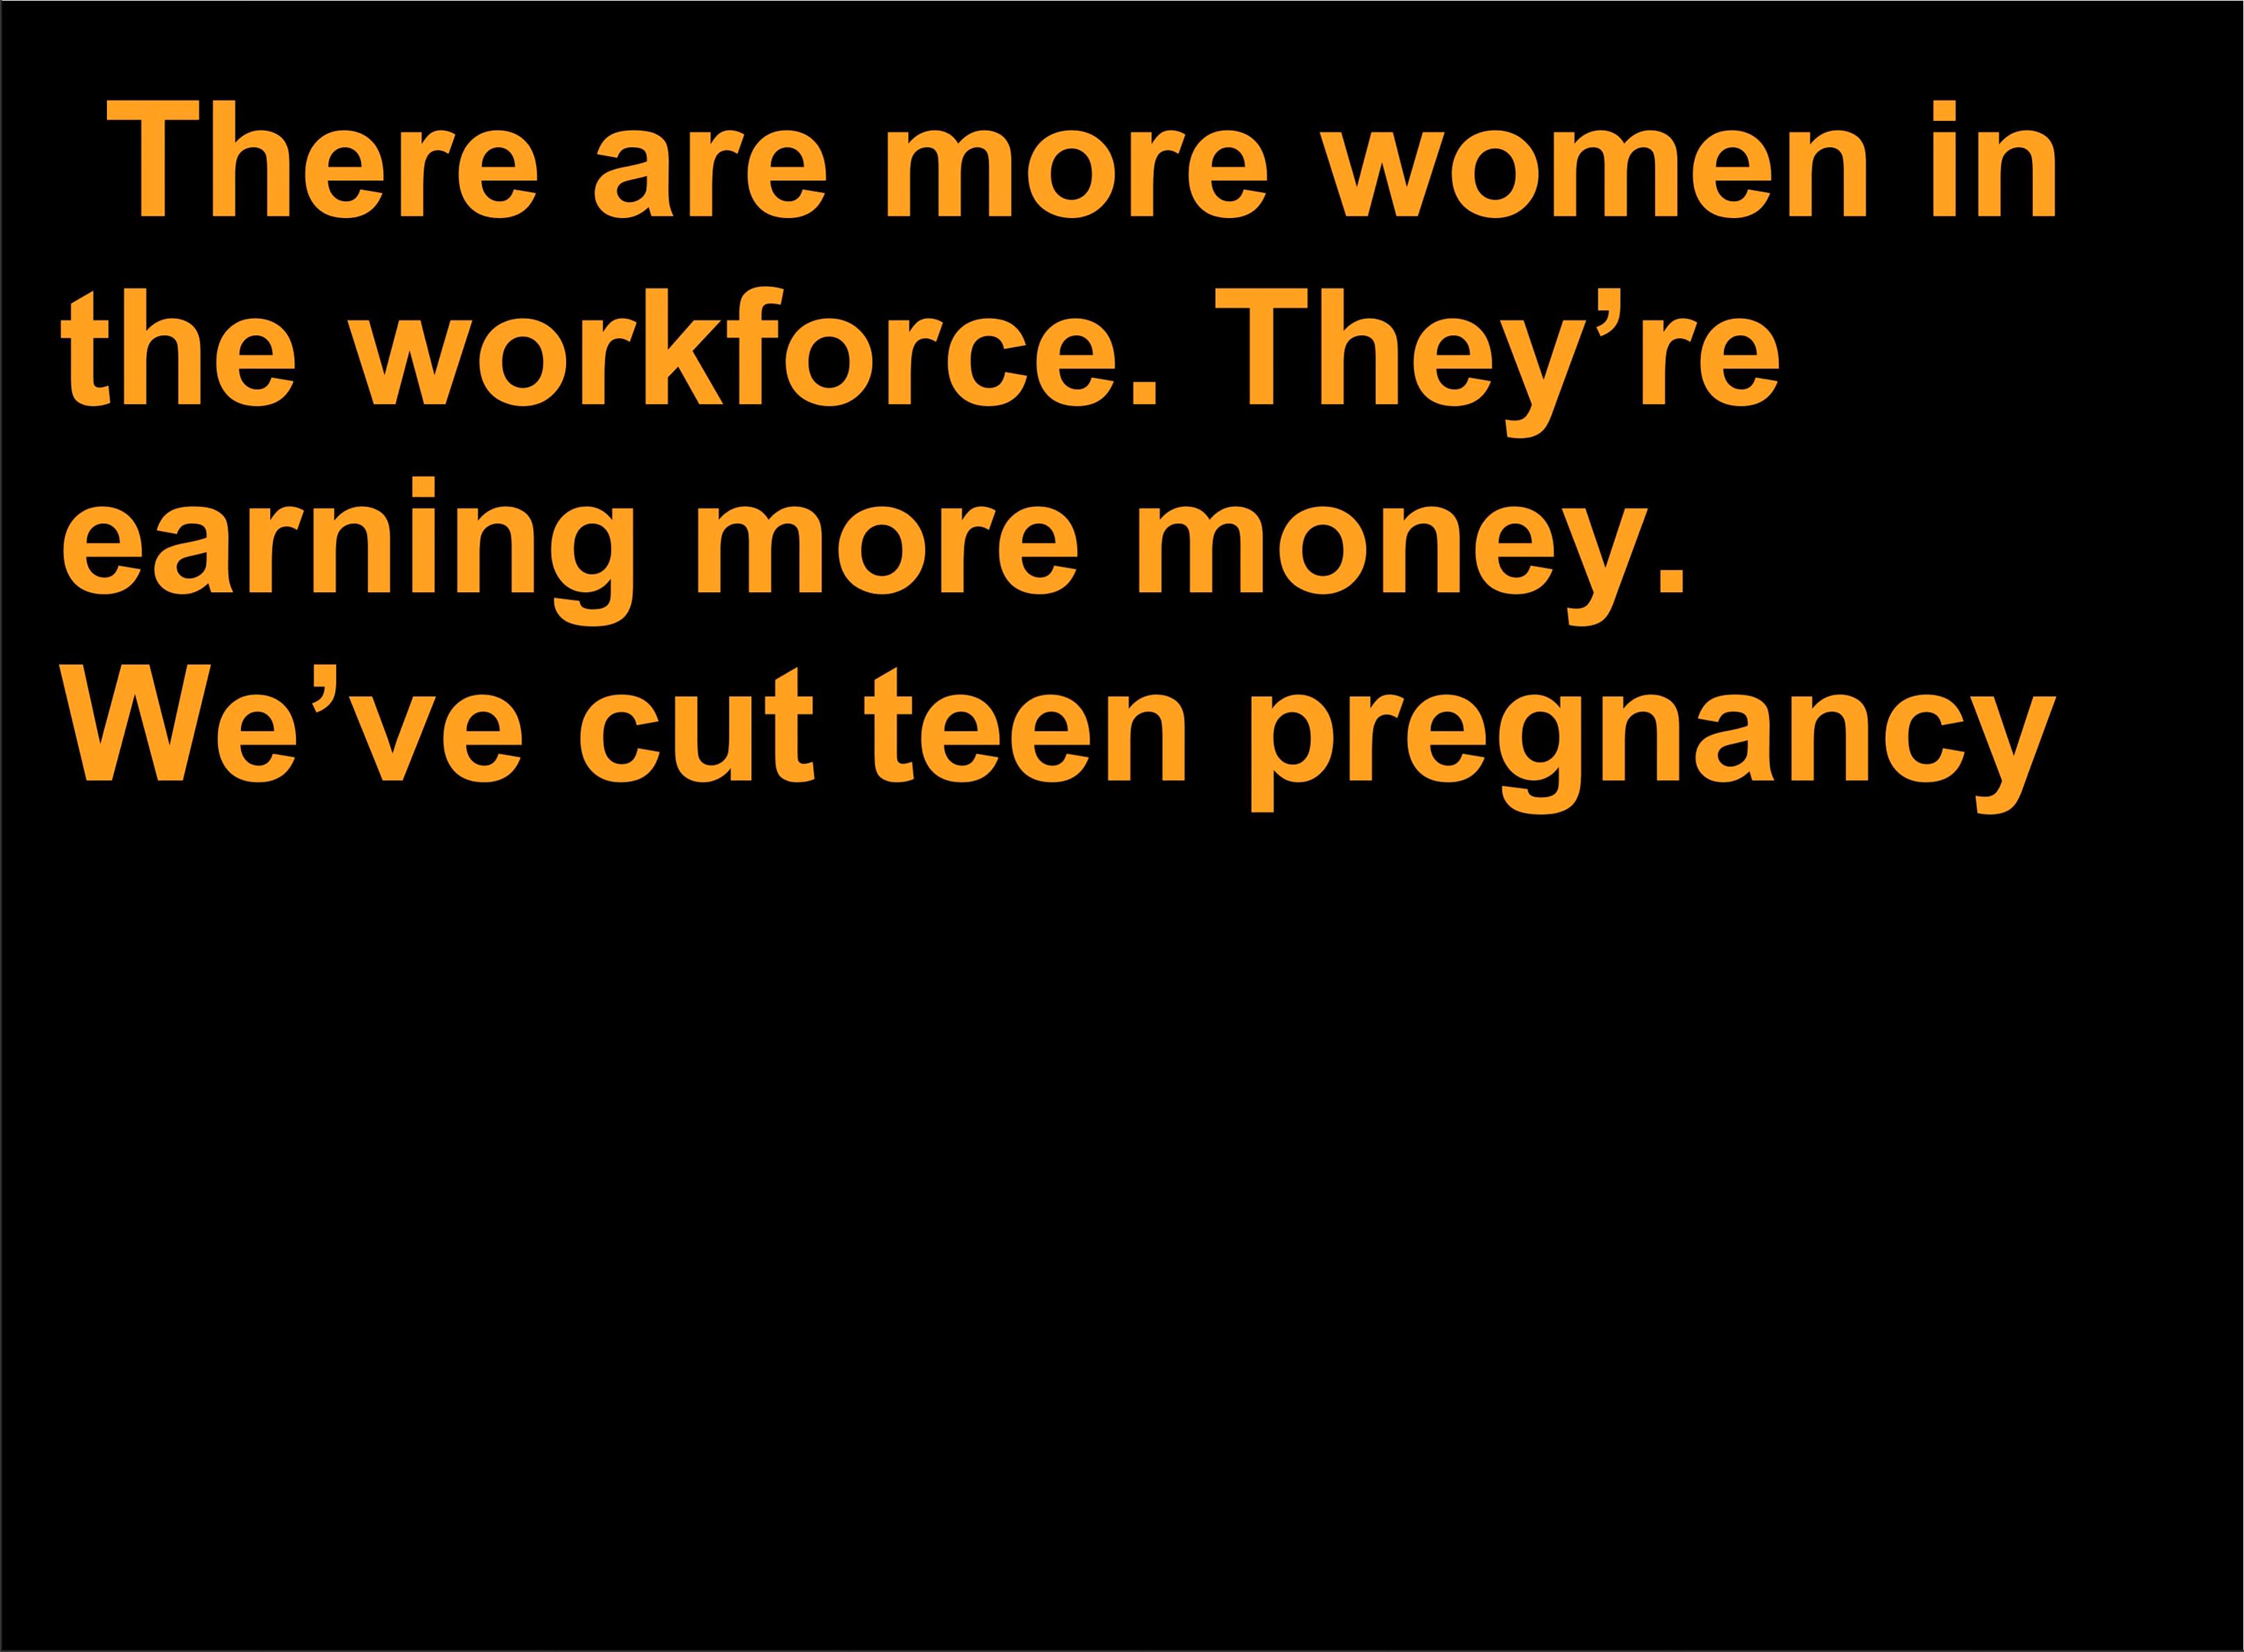 There are more women in
the workforce. They’re
earning more money.
We’ve cut teen pregnancy